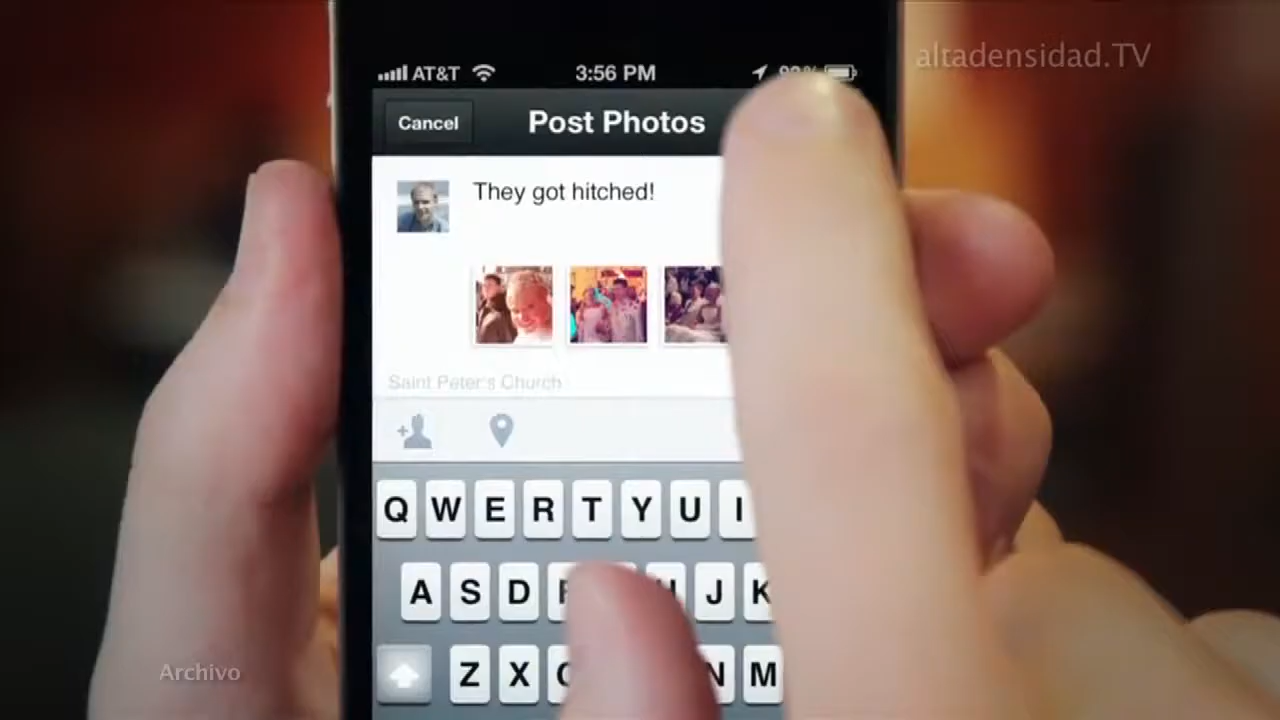 altadensidad.TV
AT&T 3:56 PM
Cancel Post Photos
They got hitched!
Saint Peter's Church
Q W E R T Y U I
A S D J K
Z X N M
Archivo